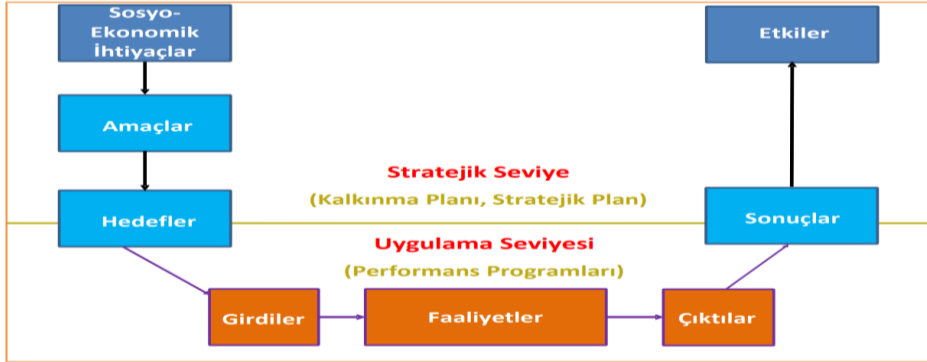 Sosyo-
Ekonomik
İhtiyaçlar
Etkiler
Amaçlar
Stratejik Seviye
(Kalkınma Planı, Stratejik Plan)
Hedefler
Sonuçlar
Uygulama Seviyesi
(Performans Programları)
Girdiler
Faaliyetler
Çıktılar